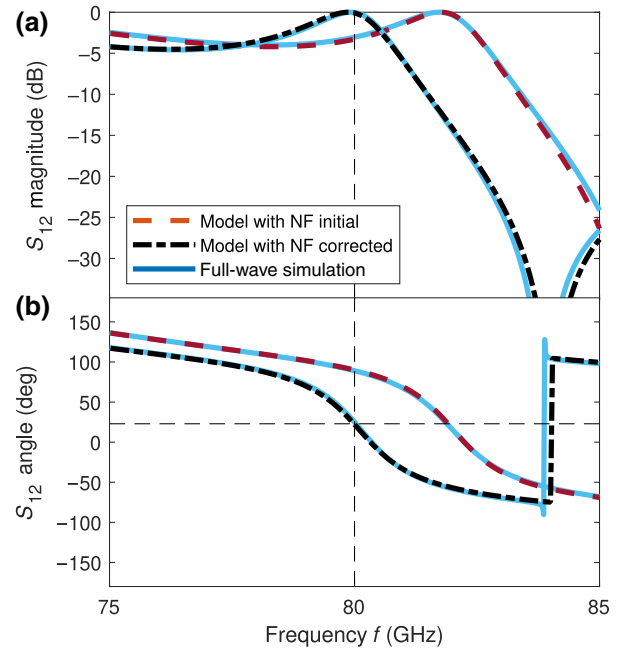 (a)
0
−5
−10
−15
−20
−25
−30
S12 magnitude (dB)
Model with NF initial
Model with NF corrected
Full-wave simulation
(b)
150
100
50
0
−50
−100
−150
S12 angle (deg)
75
80
85
Frequency f (GHz)